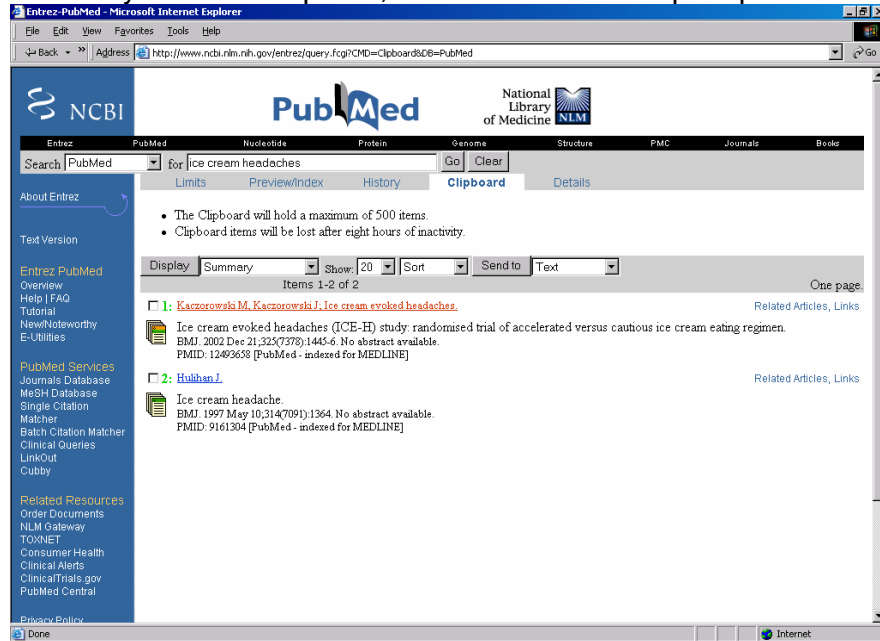 Entrez-PubMed - Microsoft Internet Explorer
File Edit View Favorites Tools Help
Back » Address http://www.ncbi.nlm.nih.gov/entrez/query.fcgi?CMD=Clipboard&DB=PubMed Go
NCBI PubMed National Library of Medicine NLM
Entrez PubMed Nucleotide Protein Genome Structure PMC Journals Books
Search PubMed for ice cream headaches Go Clear
Limits Preview/Index History Clipboard Details
About Entrez
Text Version
Entrez PubMed
Overview
Help | FAQ
Tutorial
New/Noteworthy
E-Utilities
PubMed Services
Journals Database
MeSH Database
Single Citation
Matcher
Batch Citation Matcher
Clinical Queries
LinkOut
Cubby
Related Resources
Order Documents
NLM Gateway
TOXNET
Consumer Health
Clinical Alerts
ClinicalTrials.gov
PubMed Central
Privacy Policy
• The Clipboard will hold a maximum of 500 items.
• Clipboard items will be lost after eight hours of inactivity.
Display Summary Show: 20 Sort Send to Text
Items 1-2 of 2 One page.
1: Kaczorowski M, Kaczorowski J; Ice cream evoked headaches. Related Articles, Links
Ice cream evoked headaches (ICE-H) study: randomised trial of accelerated versus cautious ice cream eating regimen.
BMJ. 2002 Dec 21;325(7378):1445-6. No abstract available.
PMID: 12493658 [PubMed - indexed for MEDLINE]
2: Hulihan J. Related Articles, Links
Ice cream headache.
BMJ. 1997 May 10;314(7091):1364. No abstract available.
PMID: 9161304 [PubMed - indexed for MEDLINE]
Done Internet